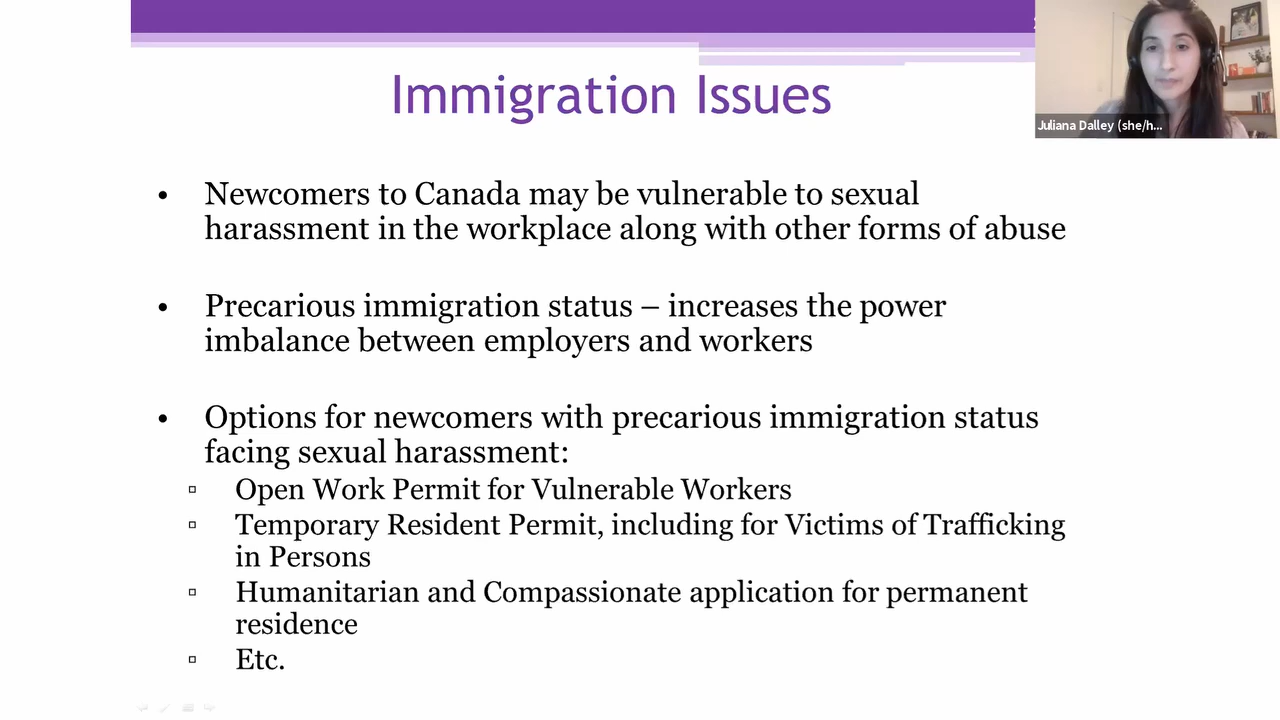 Immigration Issues
Juliana Dalley (she/h...
• Newcomers to Canada may be vulnerable to sexual
harassment in the workplace along with other forms of abuse
• Precarious immigration status – increases the power
imbalance between employers and workers
• Options for newcomers with precarious immigration status
facing sexual harassment:
▫ Open Work Permit for Vulnerable Workers
▫ Temporary Resident Permit, including for Victims of Trafficking
in Persons
▫ Humanitarian and Compassionate application for permanent
residence
▫ Etc.